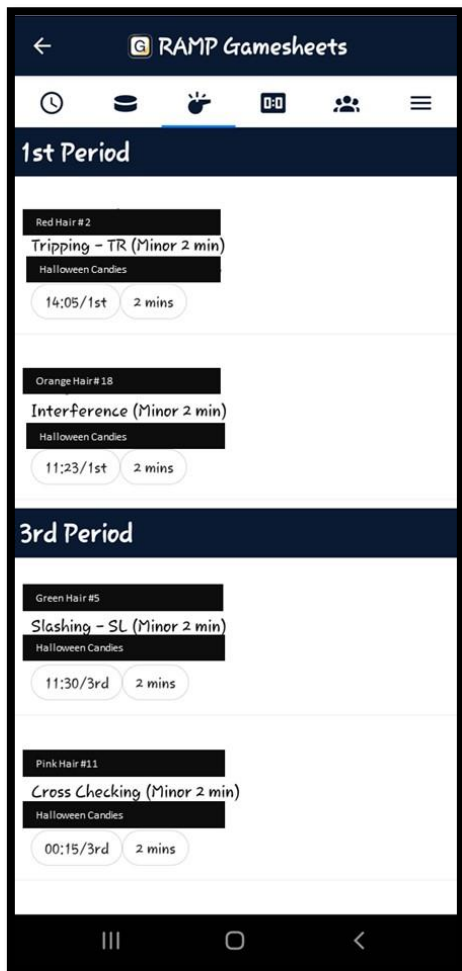 G RAMP Gamesheets
0:0
1st Period
Red Hair #2
Tripping - TR (Minor 2 min)
Halloween Candies
14:05/1st 2 mins
Orange Hair# 18
Interference (Minor 2 min)
Halloween Candies
11:23/1st 2 mins
3rd Period
Green Hair #5
Slashing - SL (Minor 2 min)
Halloween Candies
11:30/3rd 2 mins
Pink Hair #11
Cross Checking (Minor 2 min)
Halloween Candies
00:15/3rd 2 mins